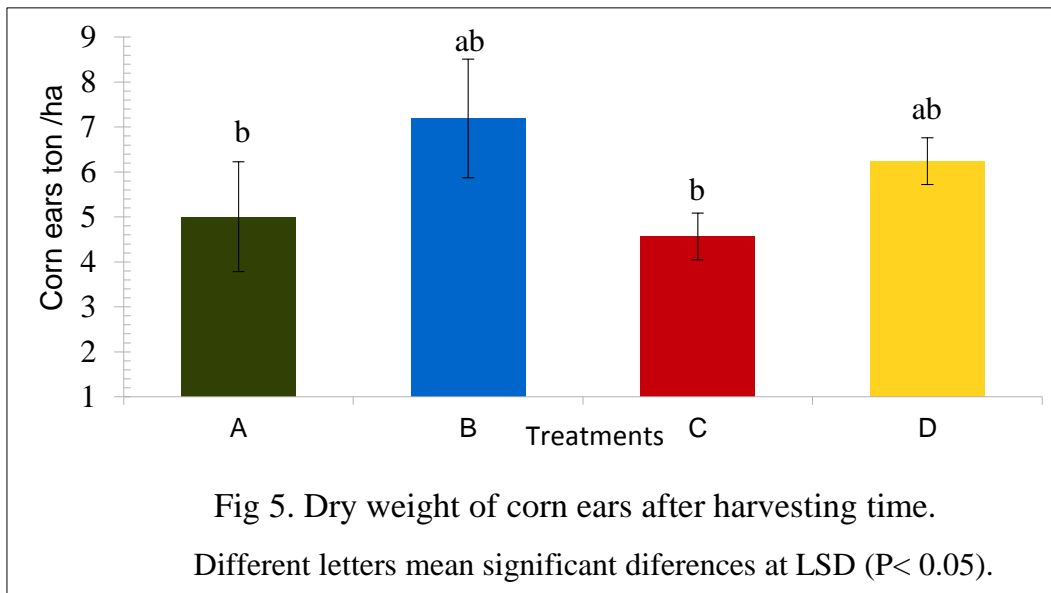 Corn ears ton /ha
9
8
7
6
5
4
3
2
1
b
ab
b
ab
A
B
C
D
Treatments
Fig 5. Dry weight of corn ears after harvesting time.
Different letters mean significant diferences at LSD (P< 0.05).